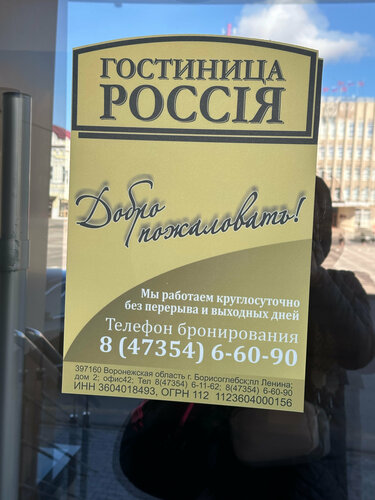 ГОСТИНИЦА
РОССІЯ
Добро
пожаловать!
Мы работаем круглосуточно
без перерыва и выходных дней
Телефон бронирования
8 (47354) 6-60-90
397160 Воронежская область г. Борисоглебск;пл Ленина;
дом 2; офис42; Тел 8(47354) 6-11-62; 8(47354) 6-60-90
ИНН 3604018493, ОГРН 112 1123604000156